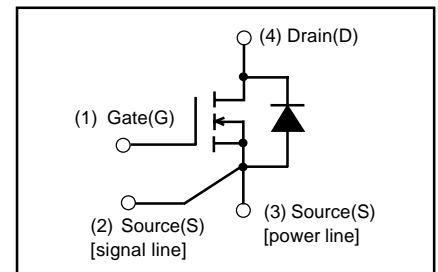 (4) Drain(D)
(1) Gate(G)
(2) Source(S)
[signal line]
(3) Source(S)
[power line]